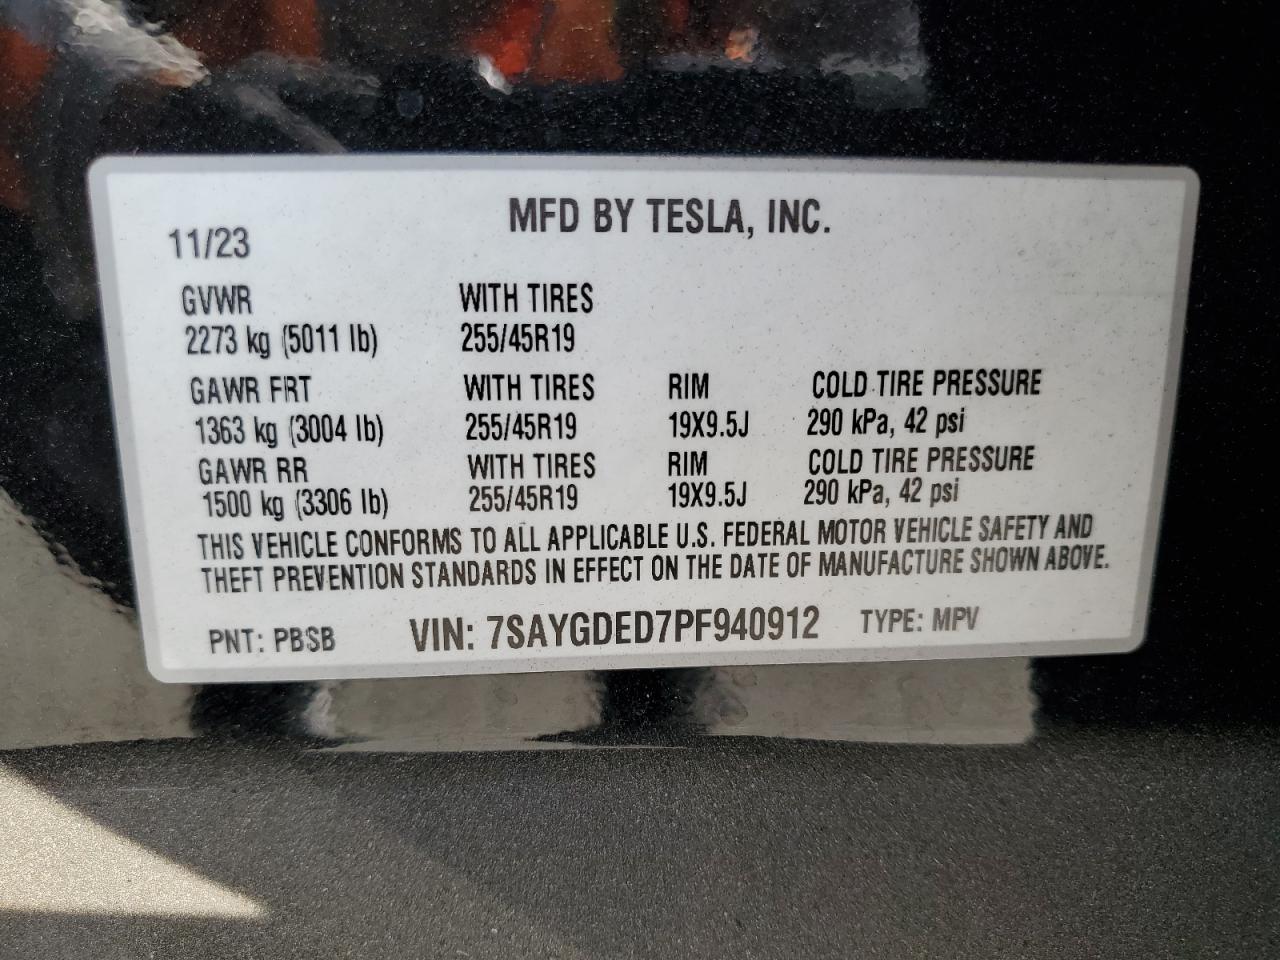 MFD BY TESLA, INC.
11/23
GVWR WITH TIRES
2273 kg (5011 lb) 255/45R19
GAWR FRT WITH TIRES RIM COLD TIRE PRESSURE
1363 kg (3004 lb) 255/45R19 19X9.5J 290 kPa, 42 psi
GAWR RR WITH TIRES RIM COLD TIRE PRESSURE
1500 kg (3306 lb) 255/45R19 19X9.5J 290 kPa, 42 psi
THIS VEHICLE CONFORMS TO ALL APPLICABLE U.S. FEDERAL MOTOR VEHICLE SAFETY AND
THEFT PREVENTION STANDARDS IN EFFECT ON THE DATE OF MANUFACTURE SHOWN ABOVE.
PNT: PBSB VIN: 7SAYGDED7PF940912 TYPE: MPV